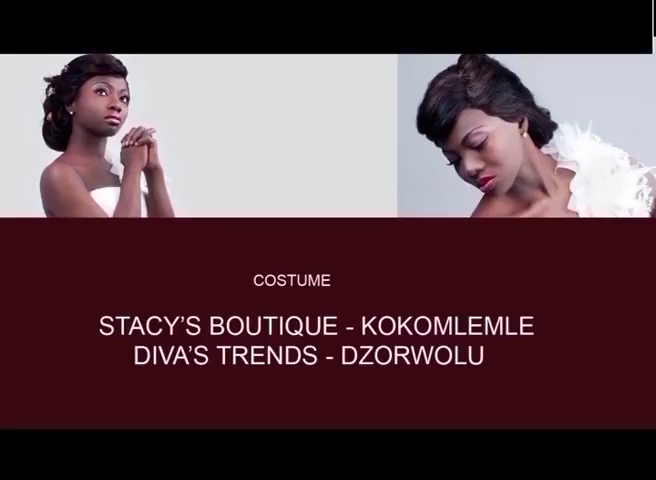 COSTUME
STACY'S BOUTIQUE - KOKOMLEMLE
DIVA'S TRENDS - DZORWOLU